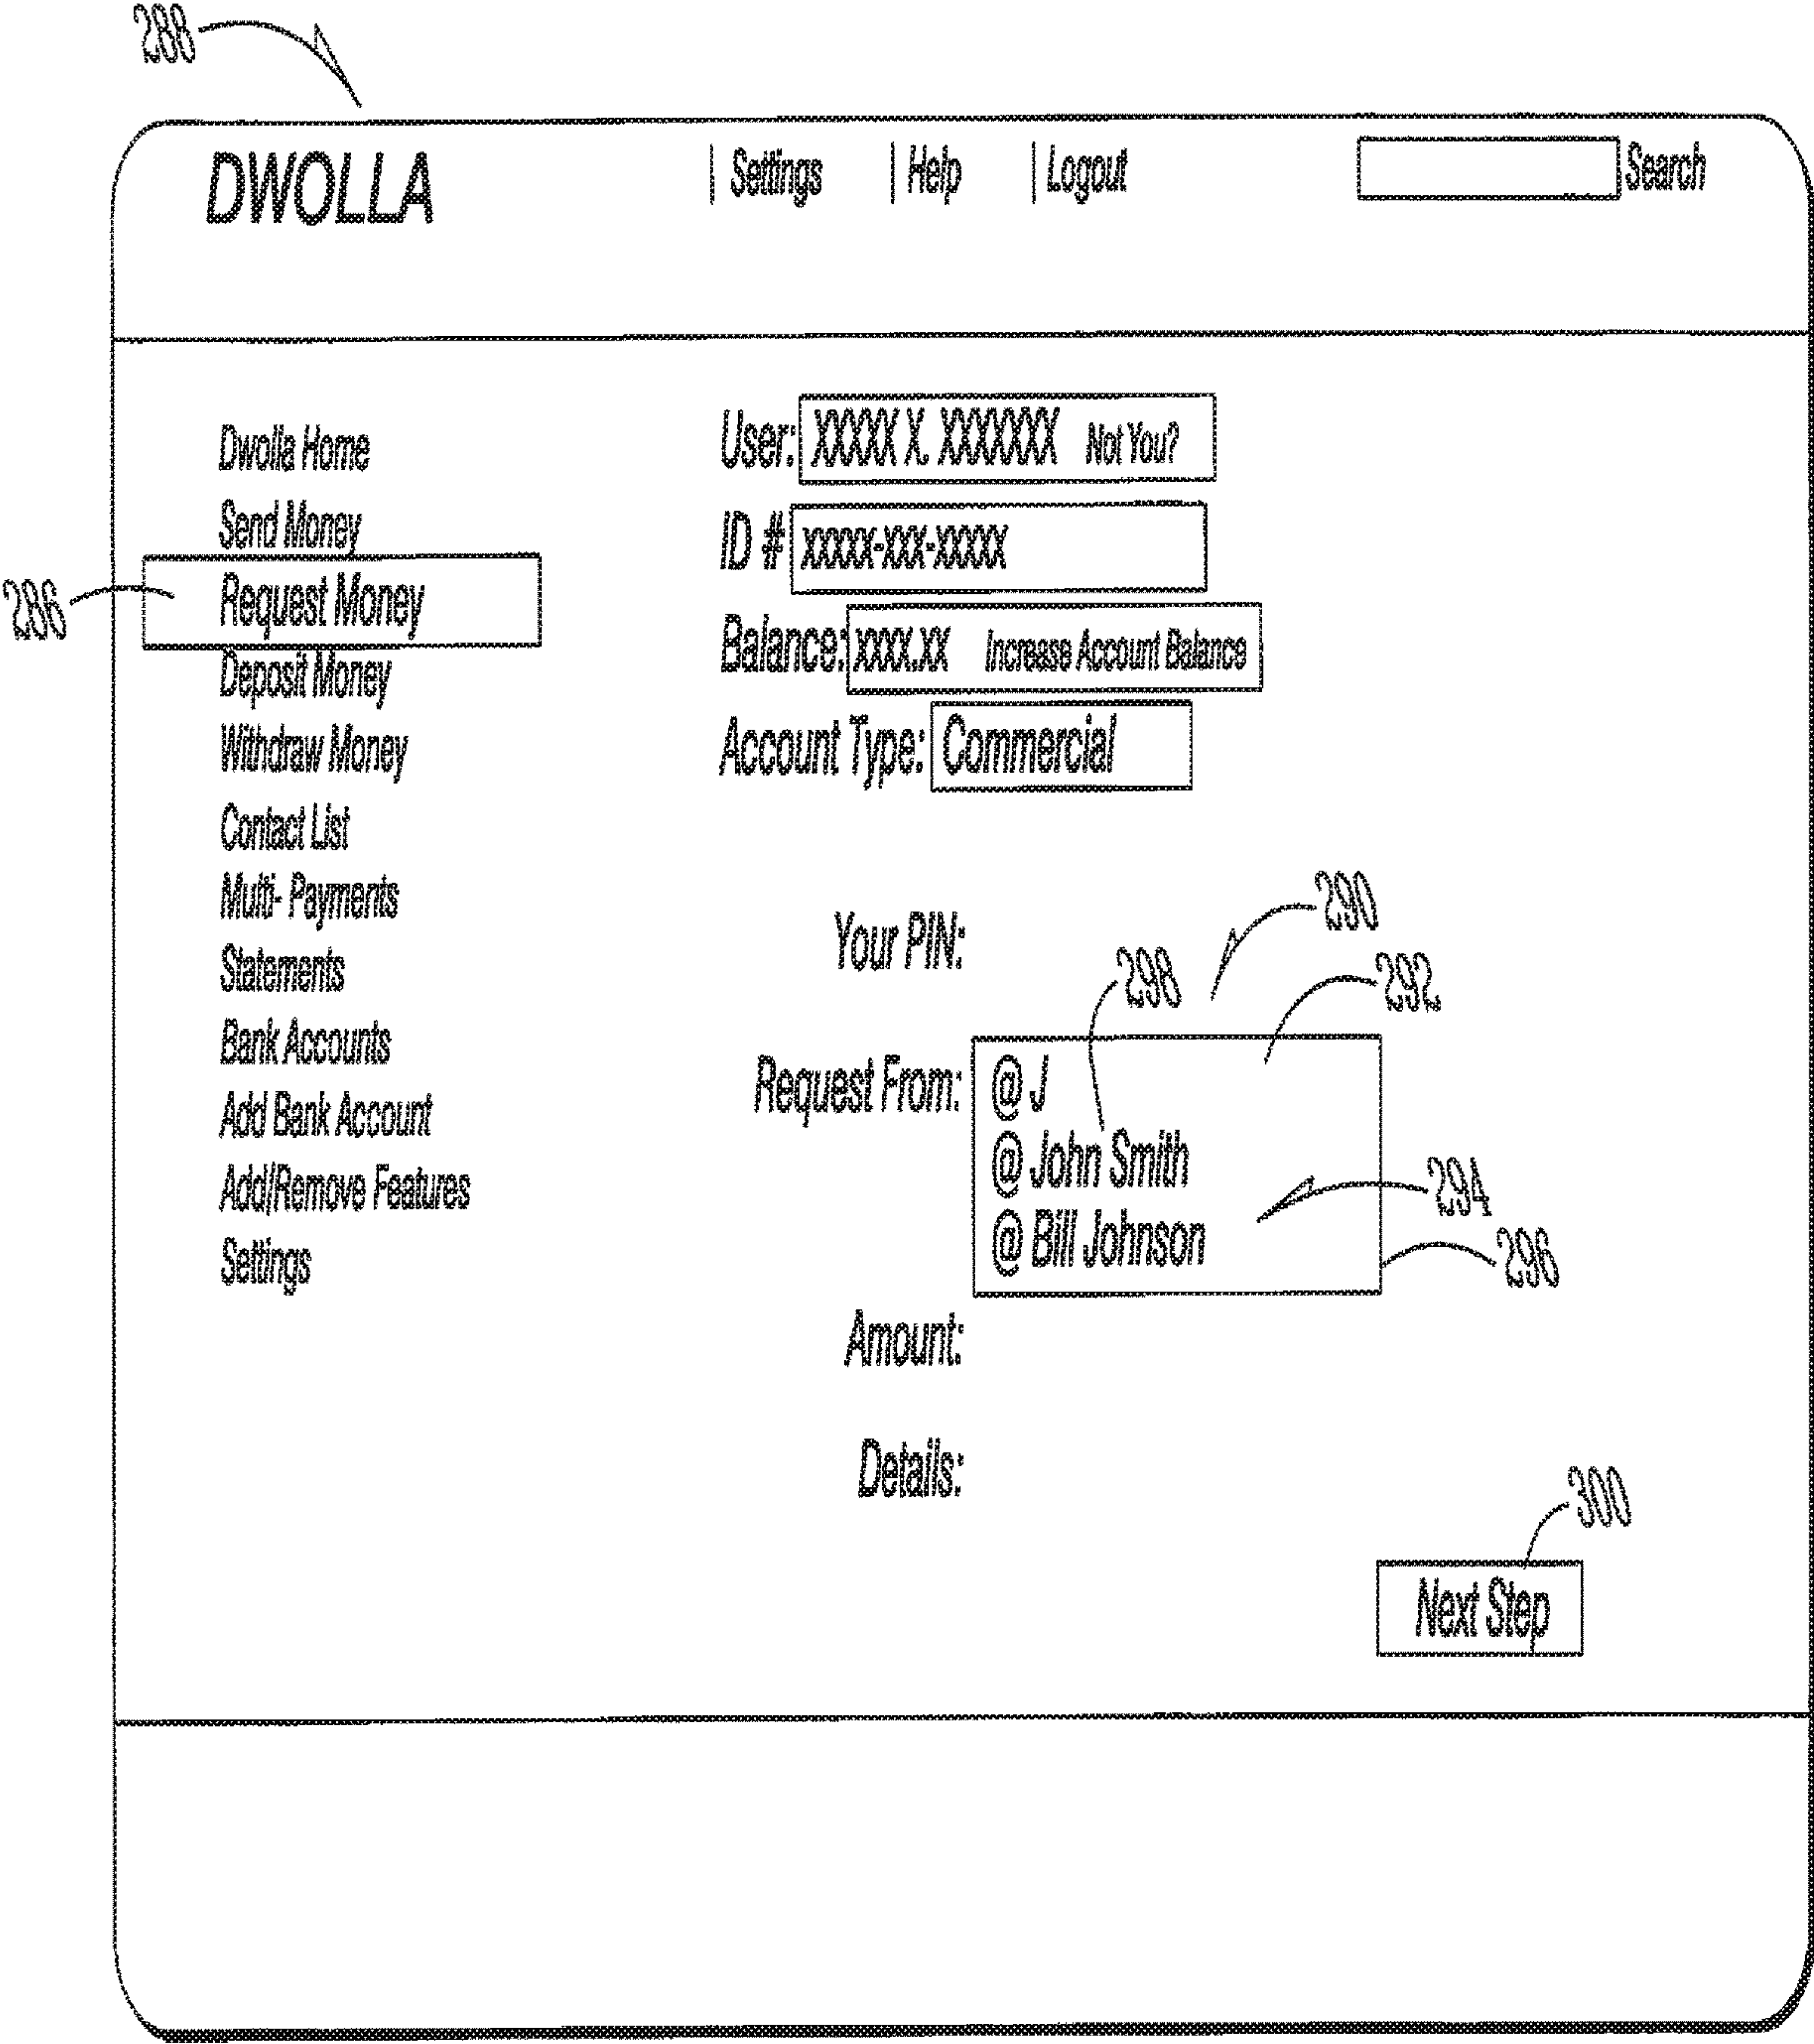 288
DWOLLA | Settings | Help | Logout Search
Dwolla Home
Send Money
286
Request Money
Deposit Money
Withdraw Money
Contact List
Multi- Payments
Statements
Bank Accounts
Add Bank Account
Add/Remove Features
Settings
User: XXXXX X. XXXXXXX Not You?
ID # xxxxx-xxx-xxxxx
Balance: xxxx.xx Increase Account Balance
Account Type: Commercial
290
Your PIN:
298
292
Request From: @ J
@ John Smith
294
@ Bill Johnson
296
Amount:
Details:
300
Next Step